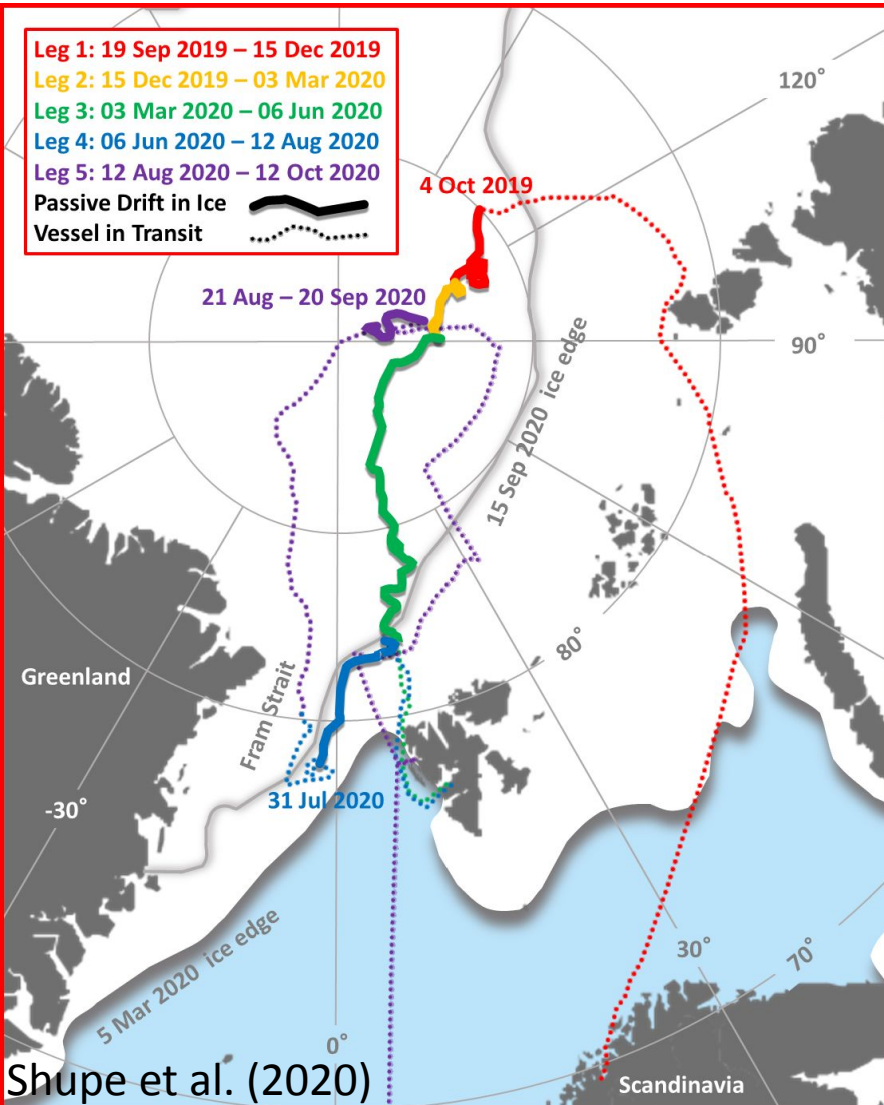 Leg 1: 19 Sep 2019 – 15 Dec 2019
Leg 2: 15 Dec 2019 – 03 Mar 2020
Leg 3: 03 Mar 2020 – 06 Jun 2020
Leg 4: 06 Jun 2020 – 12 Aug 2020
Leg 5: 12 Aug 2020 – 12 Oct 2020
Passive Drift in Ice
Vessel in Transit
120°
4 Oct 2019
21 Aug – 20 Sep 2020
90°
15 Sep 2020 ice edge
80°
Greenland
Fram Strait
31 Jul 2020
-30°
5 Mar 2020 ice edge
30°
70°
0°
Scandinavia
Shupe et al. (2020)